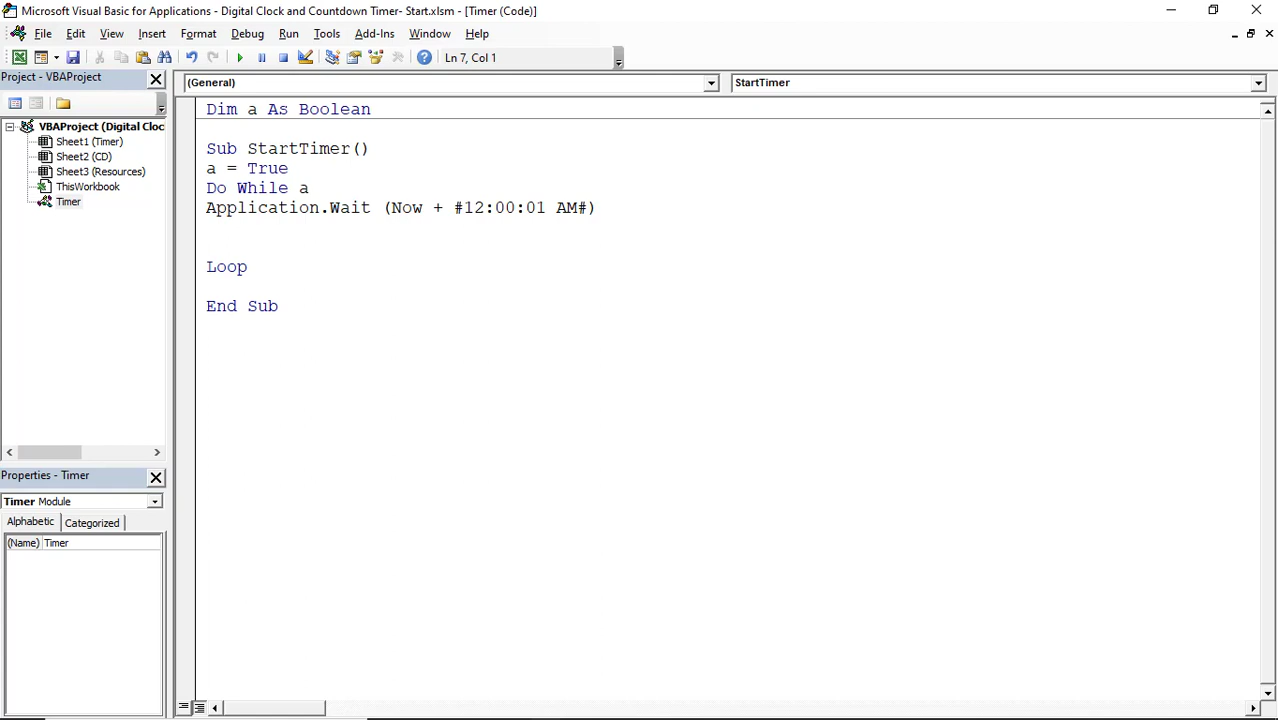 Microsoft Visual Basic for Applications - Digital Clock and Countdown Timer- Start.xlsm - [Timer (Code)]
File Edit View Insert Format Debug Run Tools Add-Ins Window Help
Ln 7, Col 1
Project - VBAProject
(General) StartTimer
VBAProject (Digital Cloc
Sheet1 (Timer)
Sheet2 (CD)
Sheet3 (Resources)
ThisWorkbook
Timer
Dim a As Boolean
Sub StartTimer()
a = True
Do While a
Application.Wait (Now + #12:00:01 AM#)
Loop
End Sub
Properties - Timer
Timer Module
Alphabetic Categorized
(Name) Timer